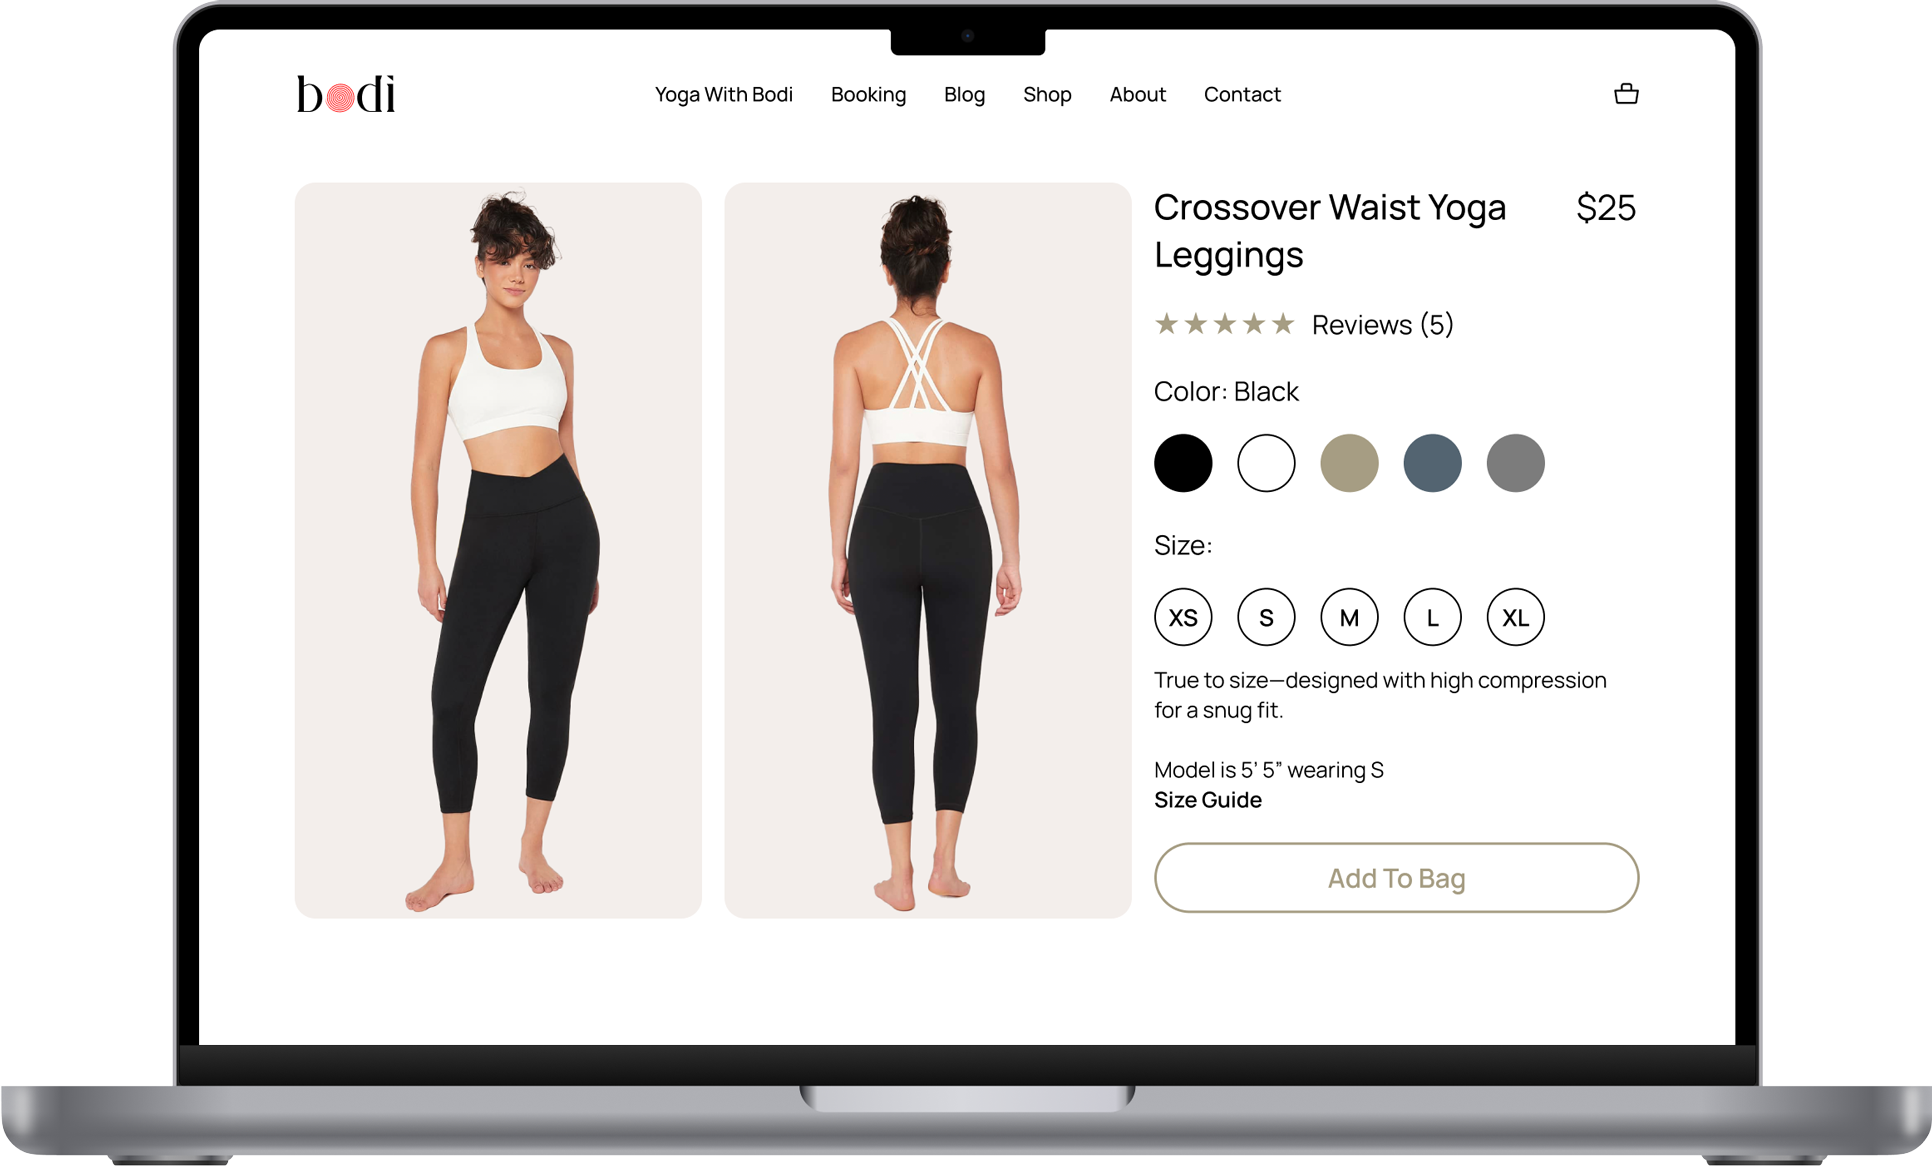 bodi
Yoga With Bodi
Booking
Blog
Shop
About
Contact
Crossover Waist Yoga
Leggings
$25
Reviews (5)
Color: Black
Size:
XS
S
M
L
XL
True to size—designed with high compression
for a snug fit.
Model is 5’ 5” wearing S
Size Guide
Add To Bag